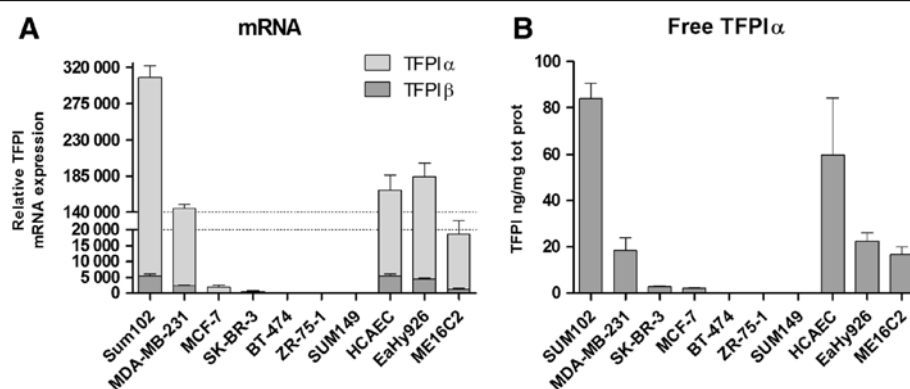 A
mRNA
Relative TFPI
mRNA expression
320 000
275 000
230 000
185 000
140 000
20 000
15 000
10 000
5 000
0
TFPIα
TFPIβ
Sum102
MDA-MB-231
MCF-7
SK-BR-3
BT-474
ZR-75-1
SUM149
HCAEC
EaHy926
ME16C2
B
Free TFPIα
TFPI ng/mg tot prot
100
80
60
40
20
0
SUM102
MDA-MB-231
SK-BR-3
MCF-7
BT-474
ZR-75-1
SUM149
HCAEC
EaHy926
ME16C2